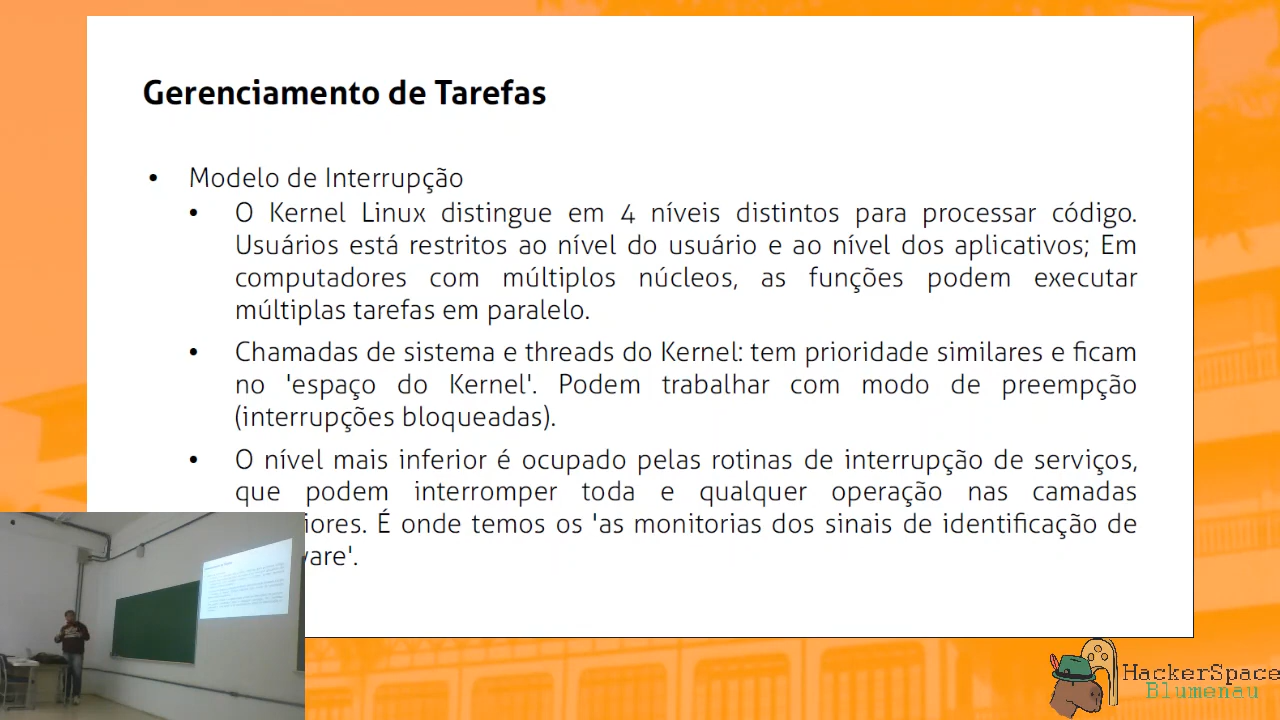 Gerenciamento de Tarefas
• Modelo de Interrupção
• O Kernel Linux distingue em 4 níveis distintos para processar código.
Usuários está restritos ao nível do usuário e ao nível dos aplicativos; Em
computadores com múltiplos núcleos, as funções podem executar
múltiplas tarefas em paralelo.
• Chamadas de sistema e threads do Kernel: tem prioridade similares e ficam
no 'espaço do Kernel'. Podem trabalhar com modo de preempção
(interrupções bloqueadas).
• O nível mais inferior é ocupado pelas rotinas de interrupção de serviços,
que podem interromper toda e qualquer operação nas camadas
É onde temos os 'as monitorias dos sinais de identificação de
HackerSpace
Blumenau